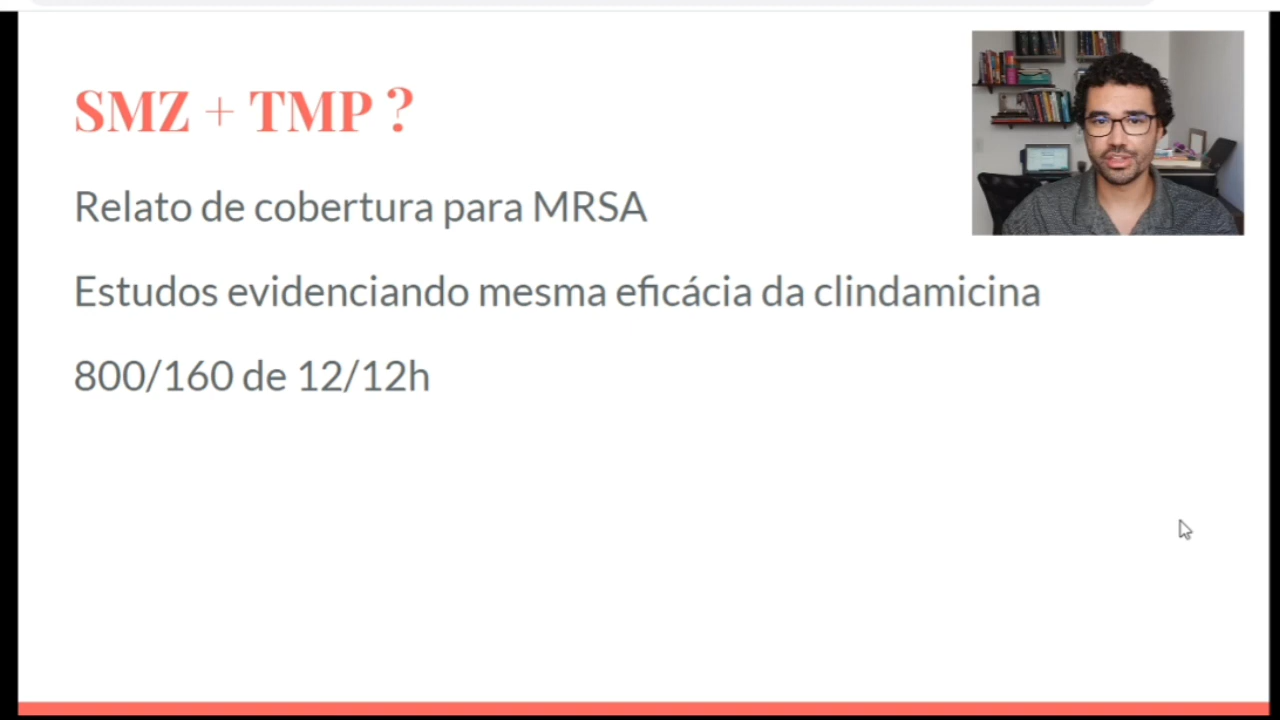 SMZ + TMP ?
Relato de cobertura para MRSA
Estudos evidenciando mesma eficácia da clindamicina
800/160 de 12/12h